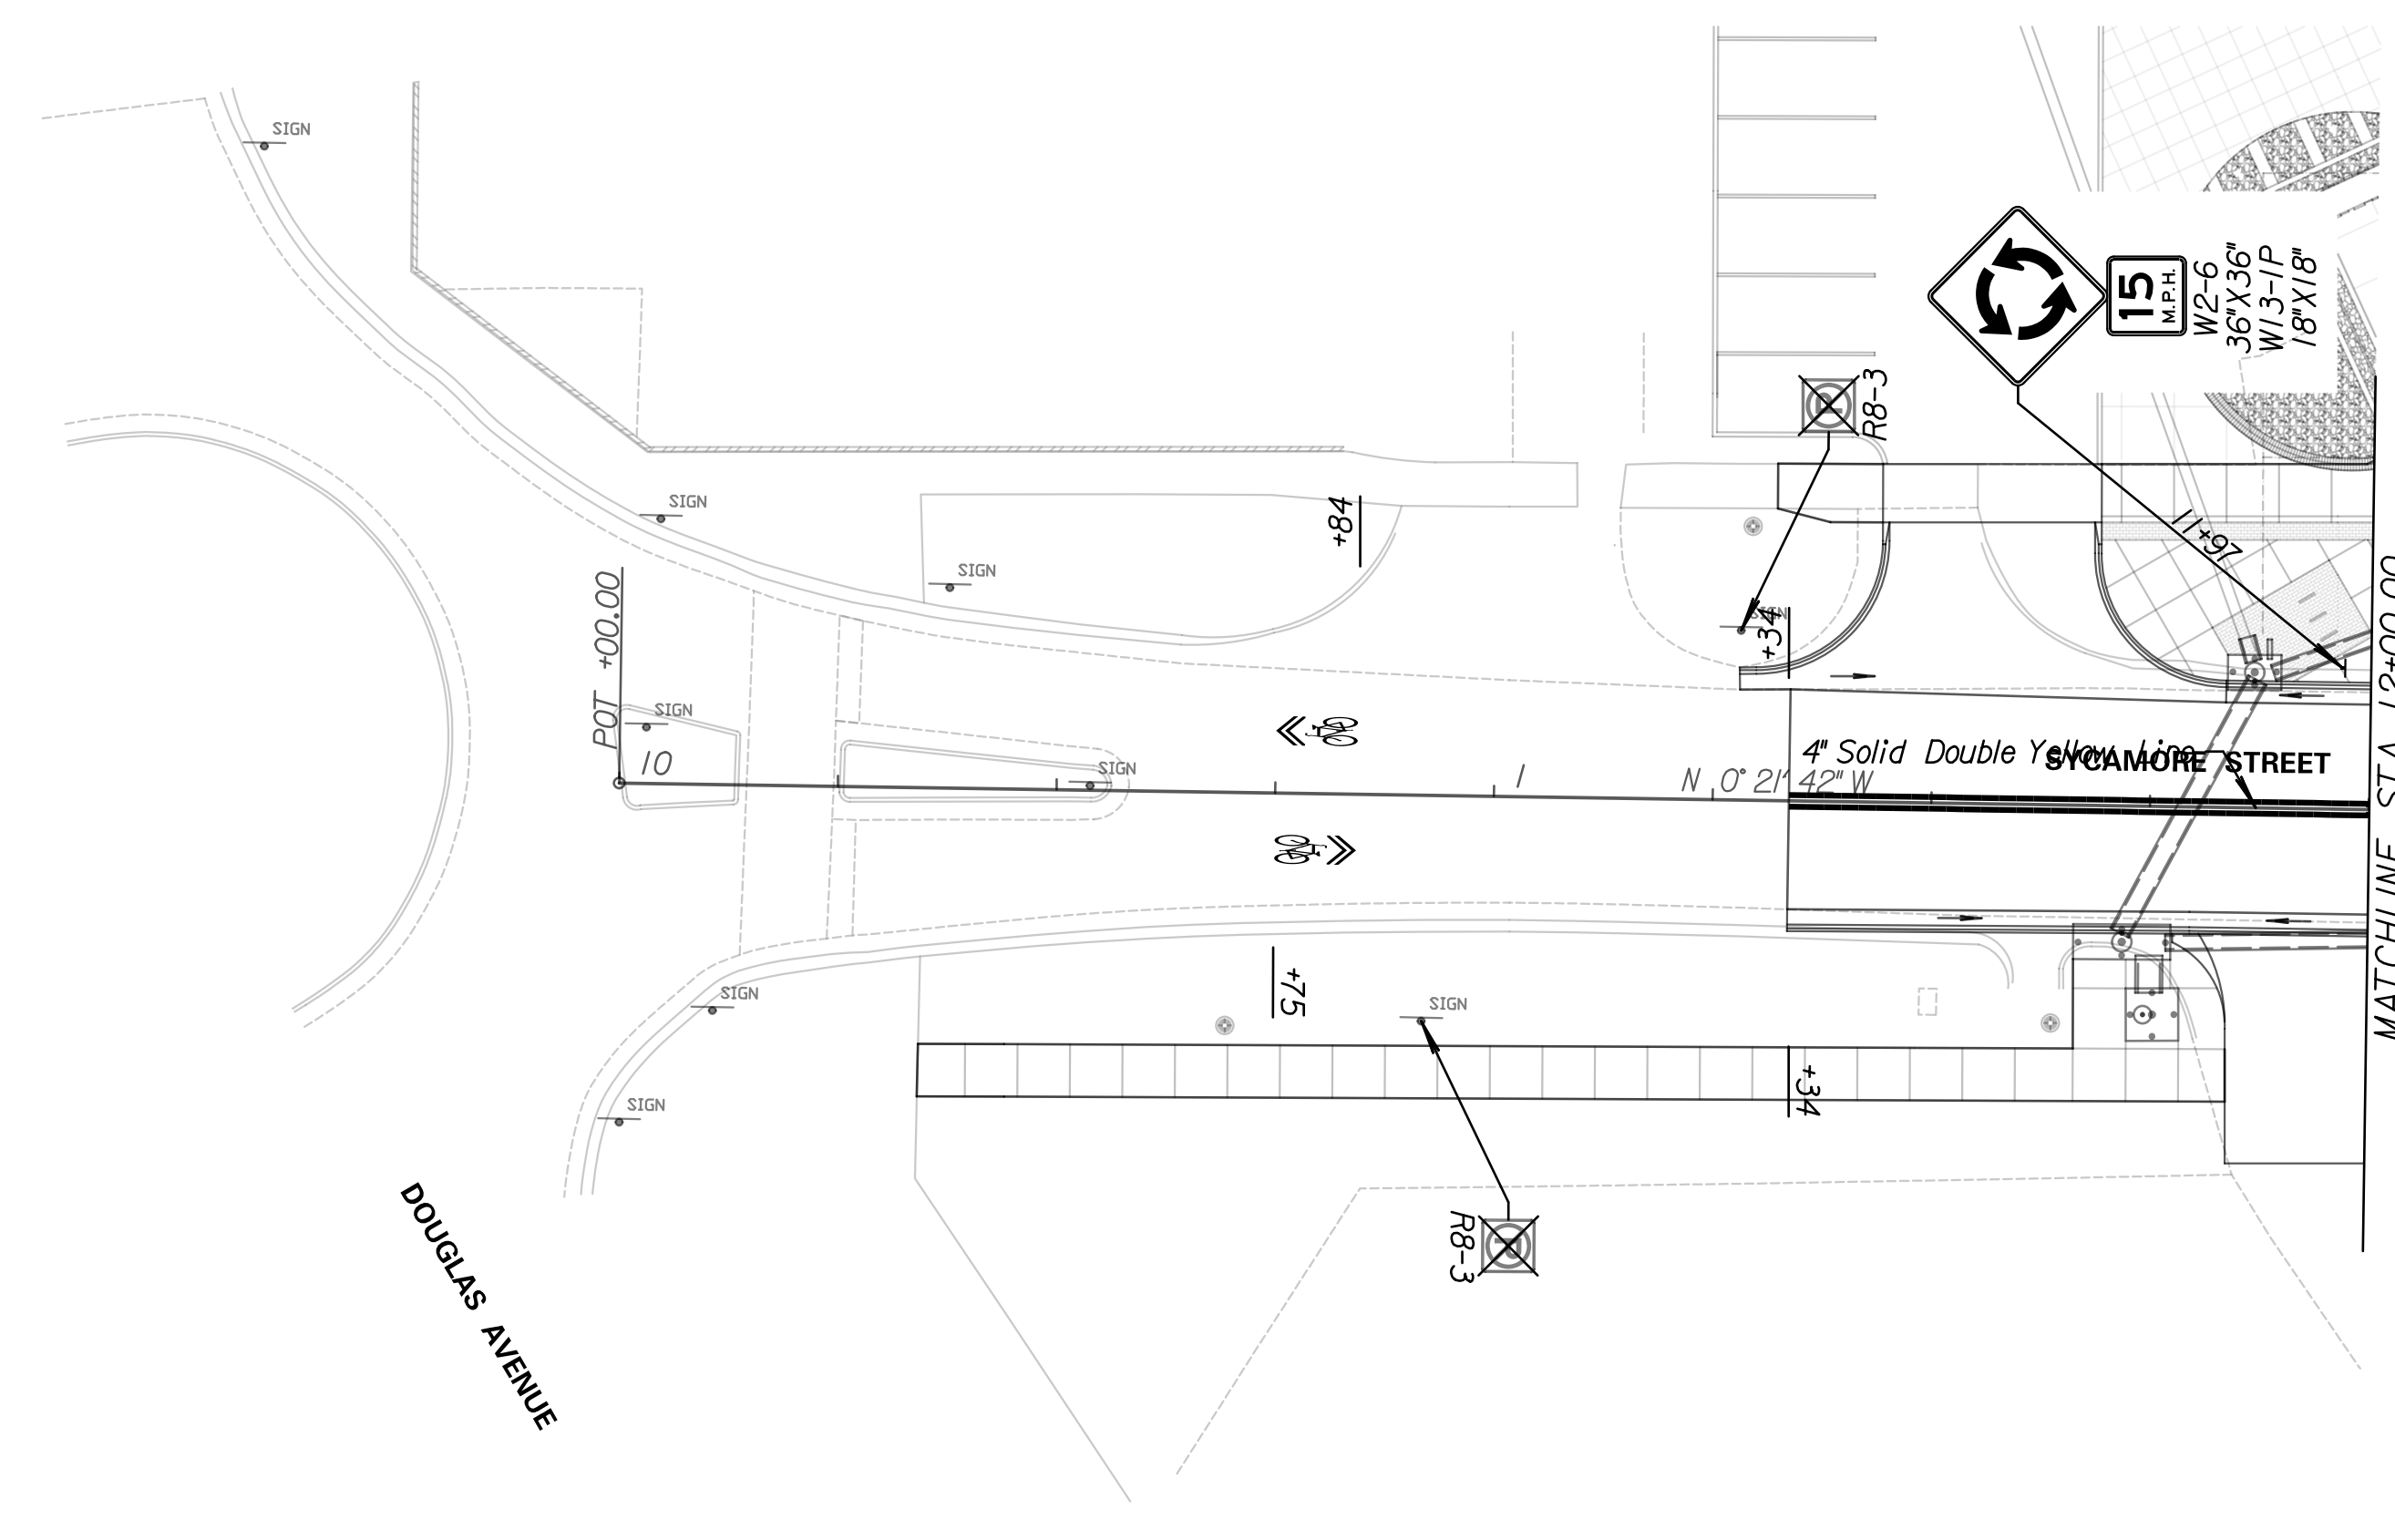 SIGN
15
M.P.H.
W2-6
36"X36"
W13-1P
18"X18"
R8-3
SIGN
+84
11+97
SIGN
SIGN
+34
POT +00.00
SIGN
10
SIGN
1
N 0° 21' 42" W
4" Solid Double Yellow Line
SYCAMORE STREET
MATCHLINE STA 12+00.00
SIGN
+75
SIGN
SIGN
+34
R8-3
DOUGLAS AVENUE